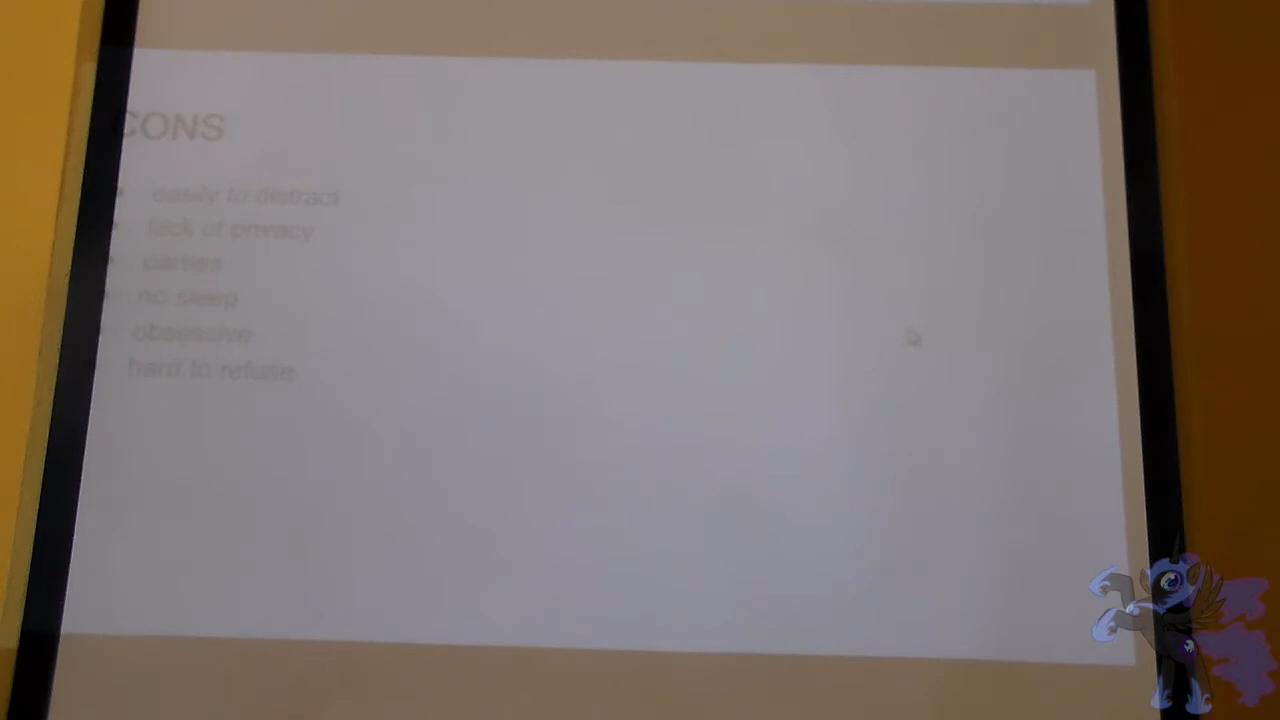 CONS
easily to distract
lack of privacy
parties
no sleep
obsessive
hard to refuse